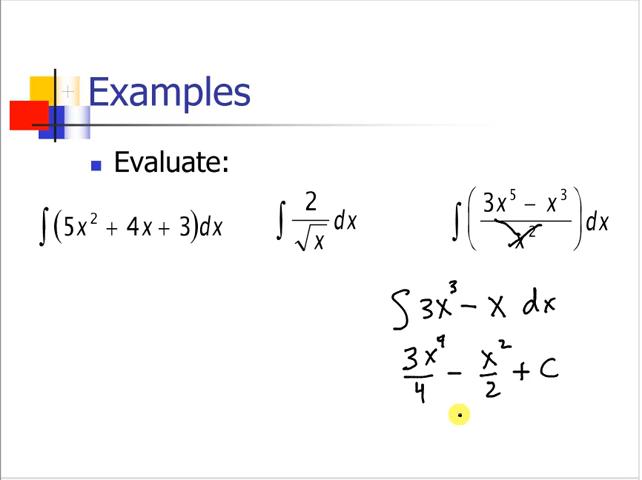 Examples
Evaluate:
∫(5x² + 4x + 3)dx
∫ 2/√x dx
∫((3x⁵ − x³)/x²)dx
∫ 3x³ − x dx
3x⁴/4 − x²/2 + C